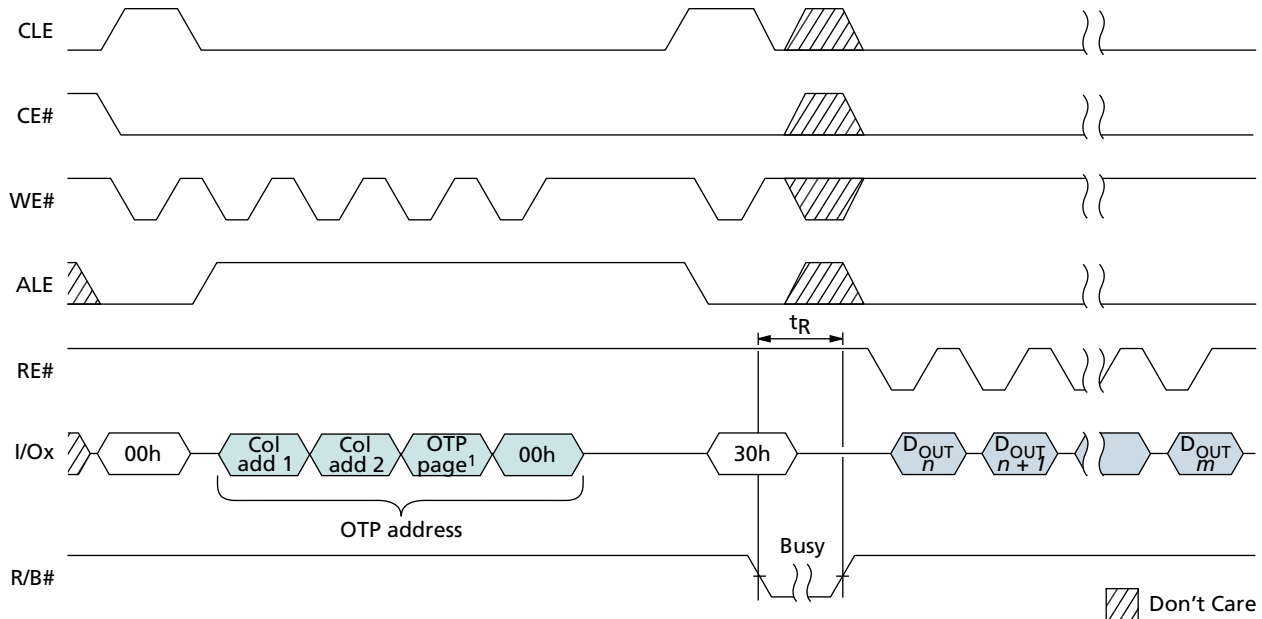 CLE
CE#
WE#
ALE
tR
RE#
I/Ox
00h
Col
add 1
Col
add 2
OTP
page1
00h
30h
DOUT
n
DOUT
n + 1
DOUT
m
OTP address
Busy
R/B#
Don't Care